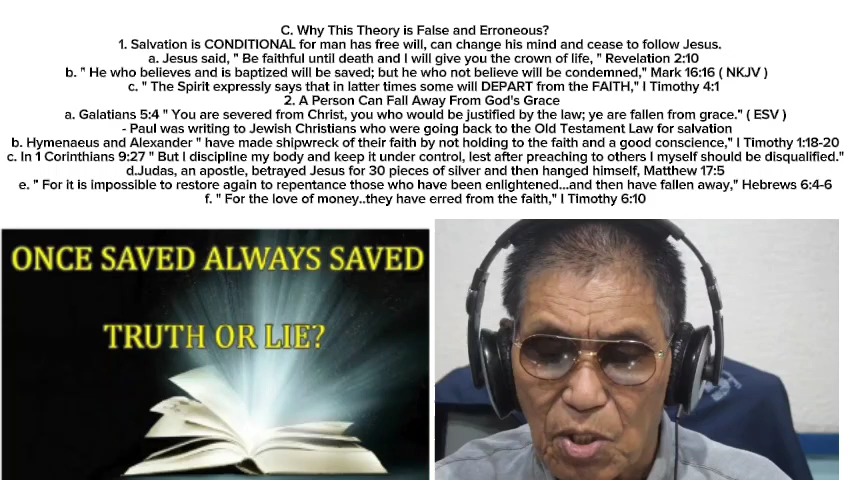 C. Why This Theory is False and Erroneous?
1. Salvation is CONDITIONAL for man has free will, can change his mind and cease to follow Jesus.
a. Jesus said, " Be faithful until death and I will give you the crown of life, " Revelation 2:10
b. " He who believes and is baptized will be saved; but he who not believe will be condemned," Mark 16:16 ( NKJV )
c. " The Spirit expressly says that in latter times some will DEPART from the FAITH," I Timothy 4:1
2. A Person Can Fall Away From God's Grace
a. Galatians 5:4 " You are severed from Christ, you who would be justified by the law; ye are fallen from grace." ( ESV )
- Paul was writing to Jewish Christians who were going back to the Old Testament Law for salvation
b. Hymenaeus and Alexander " have made shipwreck of their faith by not holding to the faith and a good conscience," I Timothy 1:18-20
c. In 1 Corinthians 9:27 " But I discipline my body and keep it under control, lest after preaching to others I myself should be disqualified."
d.Judas, an apostle, betrayed Jesus for 30 pieces of silver and then hanged himself, Matthew 17:5
e. " For it is impossible to restore again to repentance those who have been enlightened...and then have fallen away," Hebrews 6:4-6
f. " For the love of money..they have erred from the faith," I Timothy 6:10
ONCE SAVED ALWAYS SAVED
TRUTH OR LIE?